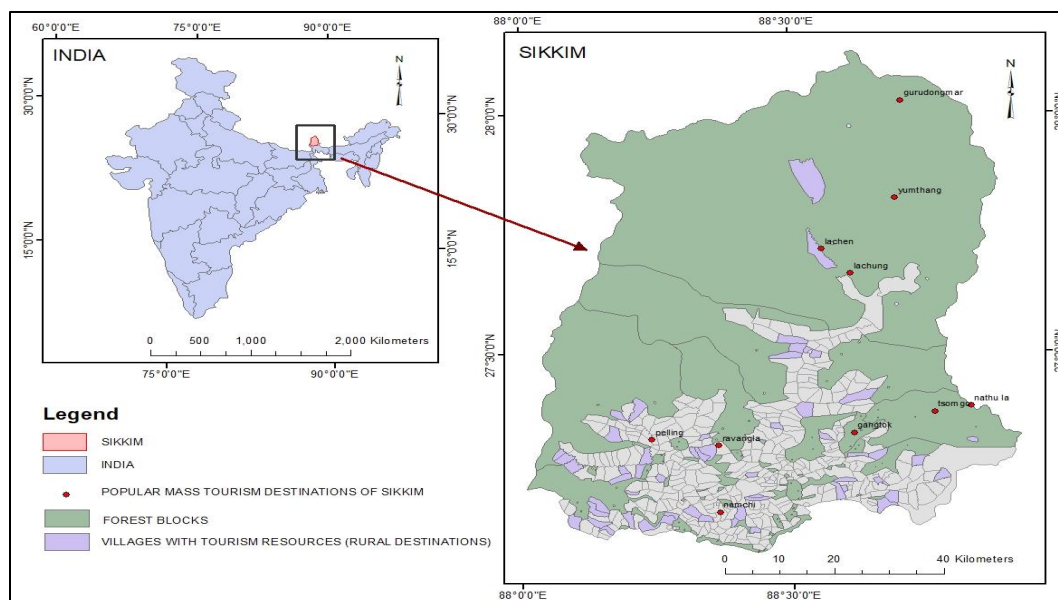 60°0'0"E 75°0'0"E 90°0'0"E
INDIA
N
30°0'0"N
30°0'0"N
15°0'0"N
15°0'0"N
0 500 1,000 2,000 Kilometers
75°0'0"E 90°0'0"E
Legend
SIKKIM
INDIA
POPULAR MASS TOURISM DESTINATIONS OF SIKKIM
FOREST BLOCKS
VILLAGES WITH TOURISM RESOURCES (RURAL DESTINATIONS)
88°0'0"E 88°30'0"E
SIKKIM
N
gurudongmar
28°0'0"N
yumthang
lachen
lachung
27°30'0"N
nathu la
gangtok
pelling
ravangla
namchi
0 5 10 20 30 40 Kilometers
88°0'0"E 88°30'0"E